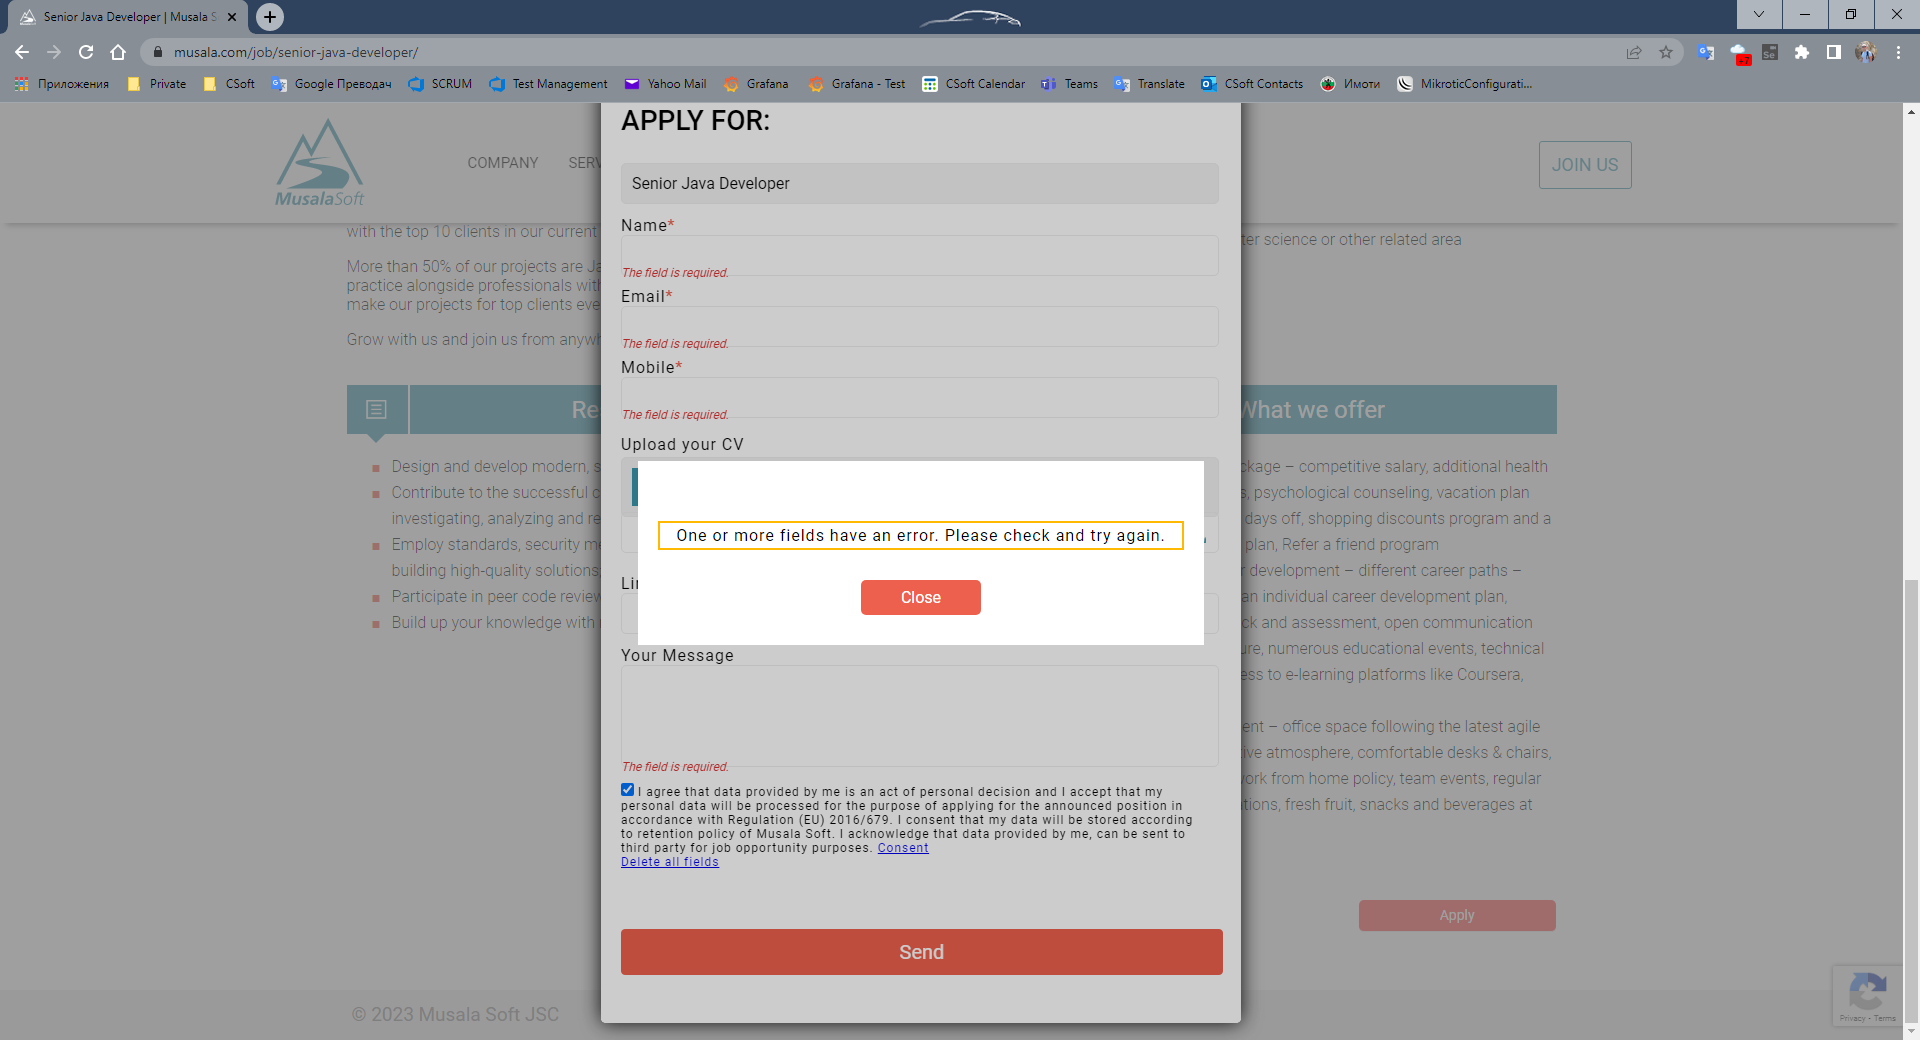 Senior Java Developer | Musala S
musala.com/job/senior-java-developer/
Приложения
Private
CSoft
Google Преводач
SCRUM
Test Management
Yahoo Mail
Grafana
Grafana - Test
CSoft Calendar
Teams
Translate
CSoft Contacts
Имоти
MikroticConfigurati...
MusalaSoft
COMPANY
SERV
JOIN US
with the top 10 clients in our current
More than 50% of our projects are Ja
practice alongside professionals with
make our projects for top clients eve
Grow with us and join us from anywh
Re
Design and develop modern, s
Contribute to the successful c
investigating, analyzing and re
Employ standards, security me
building high-quality solutions;
Participate in peer code review
Build up your knowledge with
APPLY FOR:
Senior Java Developer
Name*
The field is required.
Email*
The field is required.
Mobile*
The field is required.
Upload your CV
One or more fields have an error. Please check and try again.
Close
Lin
Your Message
The field is required.
I agree that data provided by me is an act of personal decision and I accept that my
personal data will be processed for the purpose of applying for the announced position in
accordance with Regulation (EU) 2016/679. I consent that my data will be stored according
to retention policy of Musala Soft. I acknowledge that data provided by me, can be sent to
third party for job opportunity purposes. Consent
Delete all fields
Send
ter science or other related area
What we offer
ckage – competitive salary, additional health
s, psychological counseling, vacation plan
days off, shopping discounts program and a
plan, Refer a friend program
r development – different career paths –
an individual career development plan,
ck and assessment, open communication
ure, numerous educational events, technical
ess to e-learning platforms like Coursera,
ent – office space following the latest agile
tive atmosphere, comfortable desks & chairs,
work from home policy, team events, regular
ations, fresh fruit, snacks and beverages at
Apply
© 2023 Musala Soft JSC
Privacy - Terms